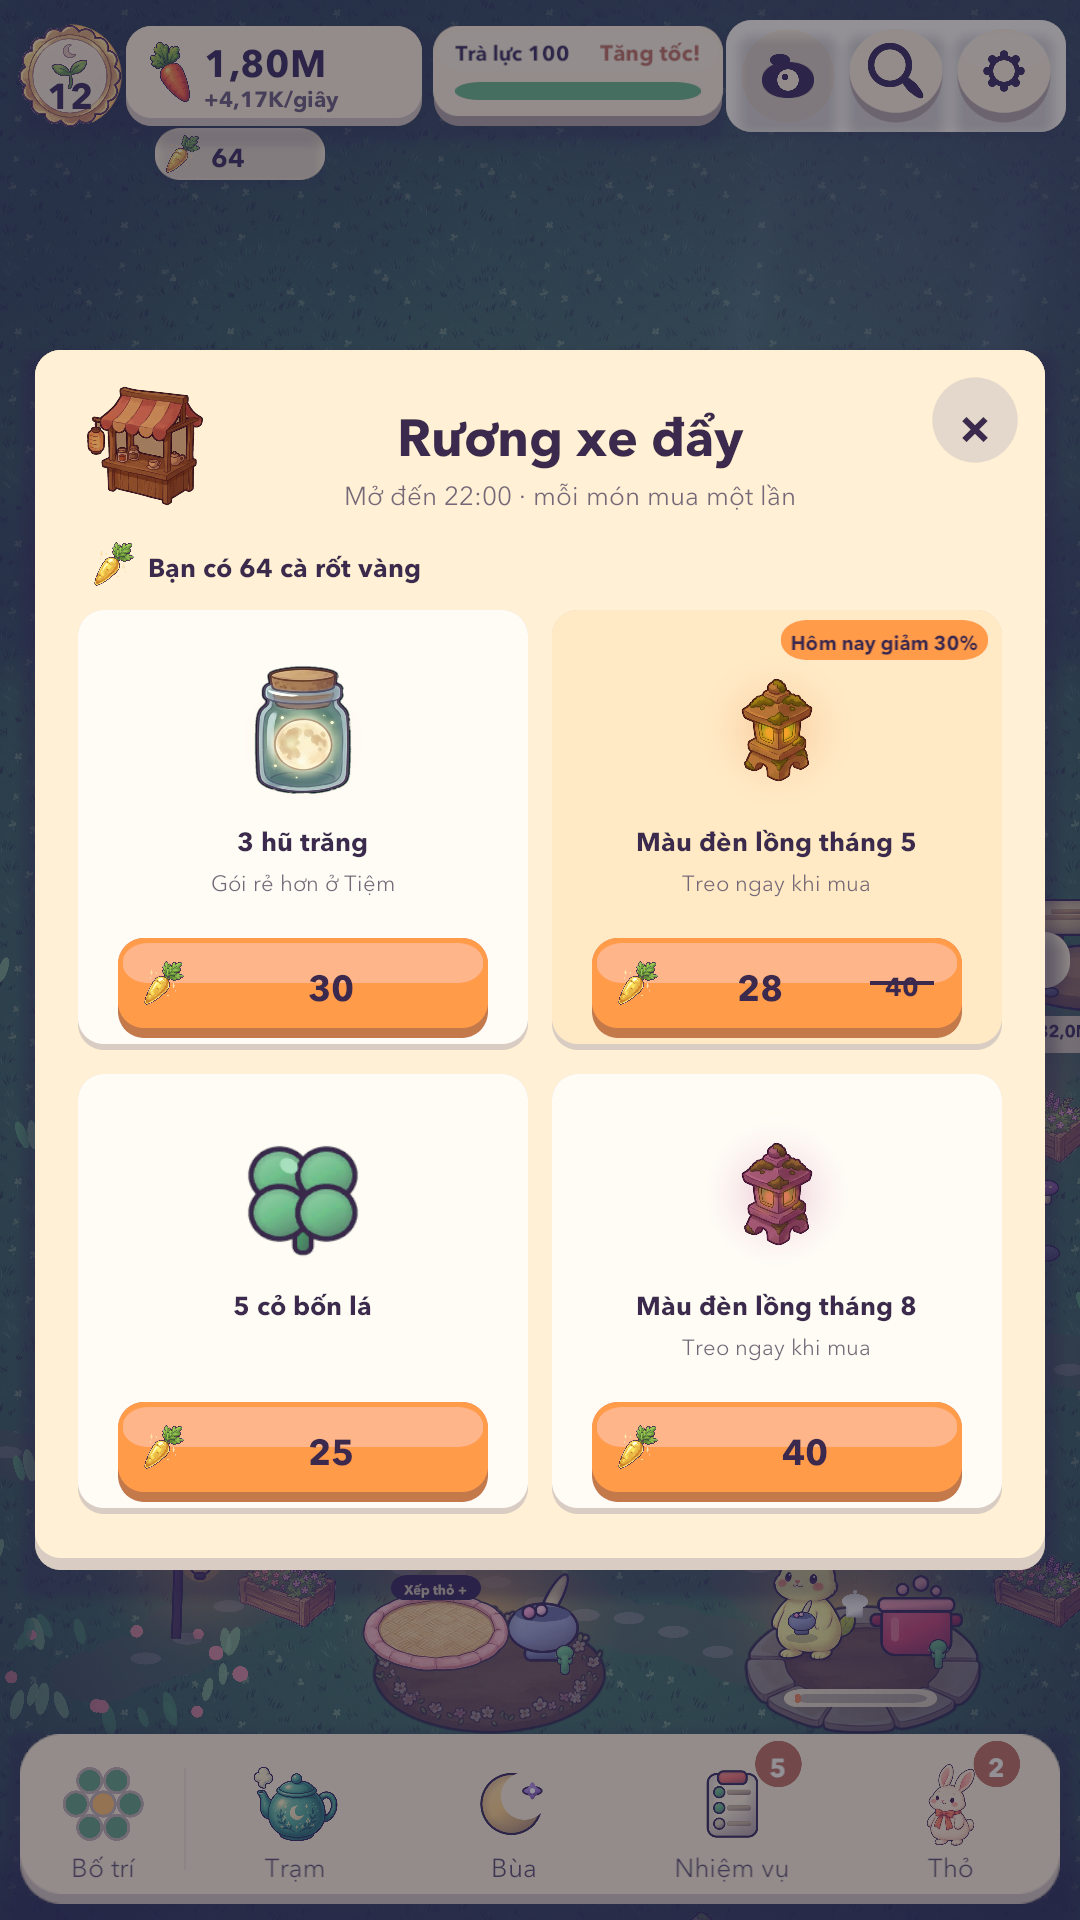 12
1,80M
+4,17K/giây
Trà lực 100 Tăng tốc!
64
Rương xe đẩy
Mở đến 22:00 · mỗi món mua một lần
Bạn có 64 cà rốt vàng
3 hũ trăng
Gói rẻ hơn ở Tiệm
30
Hôm nay giảm 30%
Màu đèn lồng tháng 5
Treo ngay khi mua
28 40
5 cỏ bốn lá
25
Màu đèn lồng tháng 8
Treo ngay khi mua
40
Xếp thỏ +
5
2
Bố trí
Trạm
Bùa
Nhiệm vụ
Thỏ